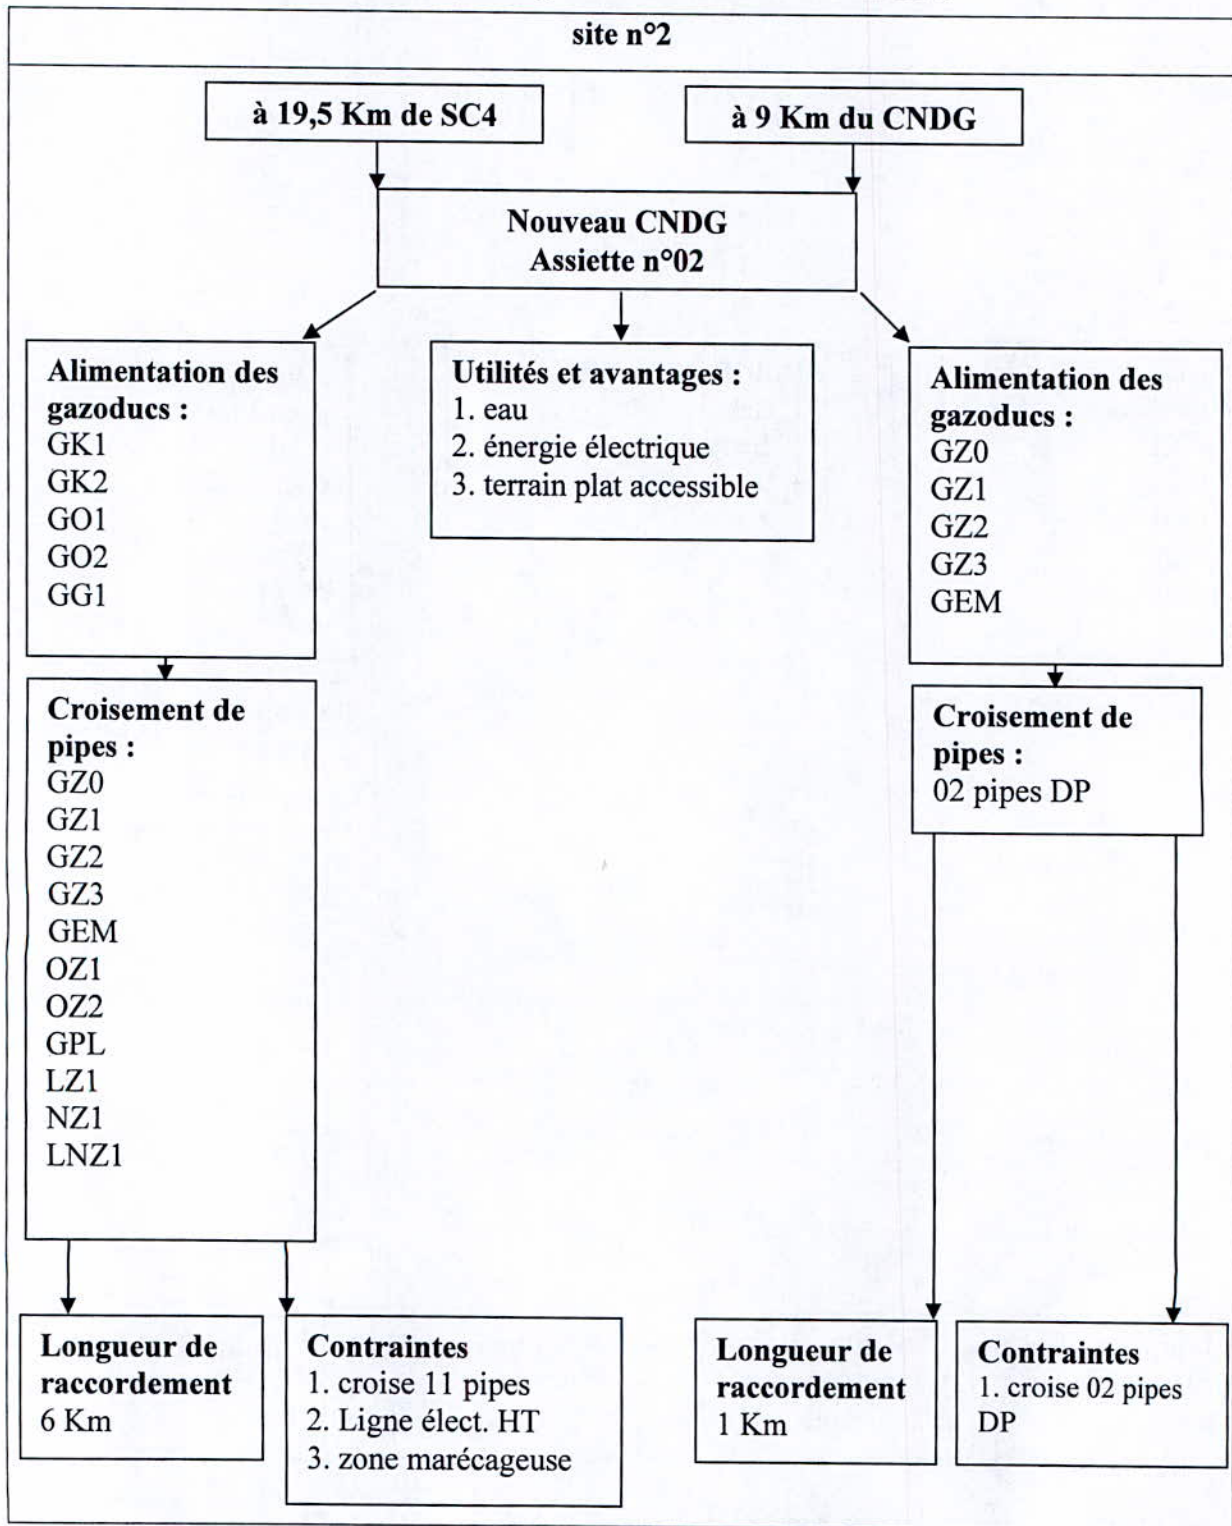 site n°2
à 19,5 Km de SC4
à 9 Km du CNDG
Nouveau CNDG
Assiette n°02
Alimentation des
gazoducs :
GK1
GK2
GO1
GO2
GG1
Utilités et avantages :
1. eau
2. énergie électrique
3. terrain plat accessible
Alimentation des
gazoducs :
GZ0
GZ1
GZ2
GZ3
GEM
Croisement de
pipes :
GZ0
GZ1
GZ2
GZ3
GEM
OZ1
OZ2
GPL
LZ1
NZ1
LNZ1
Croisement de
pipes :
02 pipes DP
Longueur de
raccordement
6 Km
Contraintes
1. croise 11 pipes
2. Ligne élect. HT
3. zone marécageuse
Longueur de
raccordement
1 Km
Contraintes
1. croise 02 pipes
DP